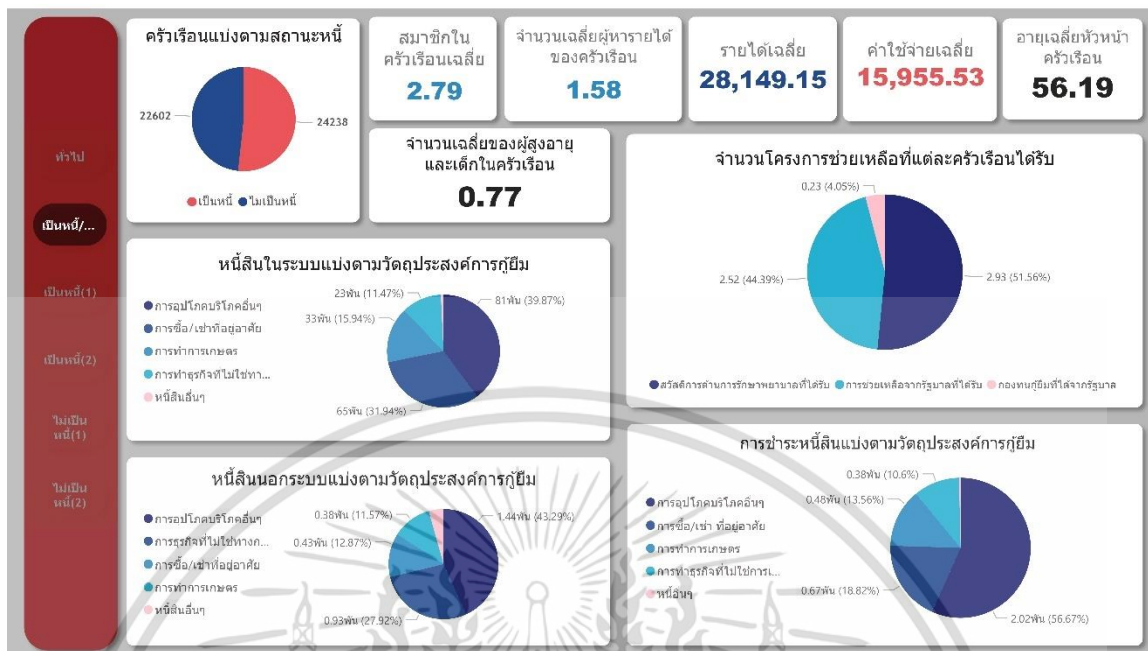 ทั่วไป
เป็นหนี้/...
เป็นหนี้(1)
เป็นหนี้(2)
ไม่เป็น
หนี้(1)
ไม่เป็น
หนี้(2)
ครัวเรือนแบ่งตามสถานะหนี้
22602
24238
เป็นหนี้ ไม่เป็นหนี้
สมาชิกใน
ครัวเรือนเฉลี่ย
2.79
จำนวนเฉลี่ยผู้หารายได้
ของครัวเรือน
1.58
รายได้เฉลี่ย
28,149.15
ค่าใช้จ่ายเฉลี่ย
15,955.53
อายุเฉลี่ยหัวหน้า
ครัวเรือน
56.19
จำนวนเฉลี่ยของผู้สูงอายุ
และเด็กในครัวเรือน
0.77
จำนวนโครงการช่วยเหลือที่แต่ละครัวเรือนได้รับ
0.23 (4.05%)
2.52 (44.39%)
2.93 (51.56%)
สวัสดิการด้านการรักษาพยาบาลที่ได้รับ การช่วยเหลือจากรัฐบาลที่ได้รับ กองทุนกู้ยืมที่ได้จากรัฐบาล
หนี้สินในระบบแบ่งตามวัตถุประสงค์การกู้ยืม
การอุปโภคบริโภคอื่นๆ
การซื้อ/เช่าที่อยู่อาศัย
การทำการเกษตร
การทำธุรกิจที่ไม่ใช่ทา...
หนี้สินอื่นๆ
23พัน (11.47%)
33พัน (15.94%)
65พัน (31.94%)
81พัน (39.87%)
หนี้สินนอกระบบแบ่งตามวัตถุประสงค์การกู้ยืม
การอุปโภคบริโภคอื่นๆ
การธุรกิจที่ไม่ใช่ทางก...
การซื้อ/เช่าที่อยู่อาศัย
การทำการเกษตร
หนี้สินอื่นๆ
0.38พัน (11.57%)
0.43พัน (12.87%)
0.93พัน (27.92%)
1.44พัน (43.29%)
การชำระหนี้สินแบ่งตามวัตถุประสงค์การกู้ยืม
การอุปโภคบริโภคอื่นๆ
การซื้อ/เช่า ที่อยู่อาศัย
การทำการเกษตร
การทำธุรกิจที่ไม่ใช่การเ...
หนี้อื่นๆ
0.38พัน (10.6%)
0.48พัน (13.56%)
0.67พัน (18.82%)
2.02พัน (56.67%)